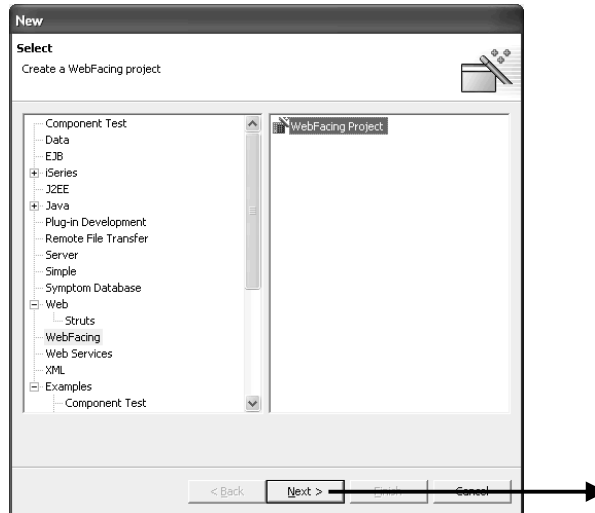 New
Select
Create a WebFacing project
Component Test
Data
EJB
iSeries
J2EE
Java
Plug-in Development
Remote File Transfer
Server
Simple
Symptom Database
Web
Struts
WebFacing
Web Services
XML
Examples
Component Test
WebFacing Project
< Back
Next >
Finish
Cancel